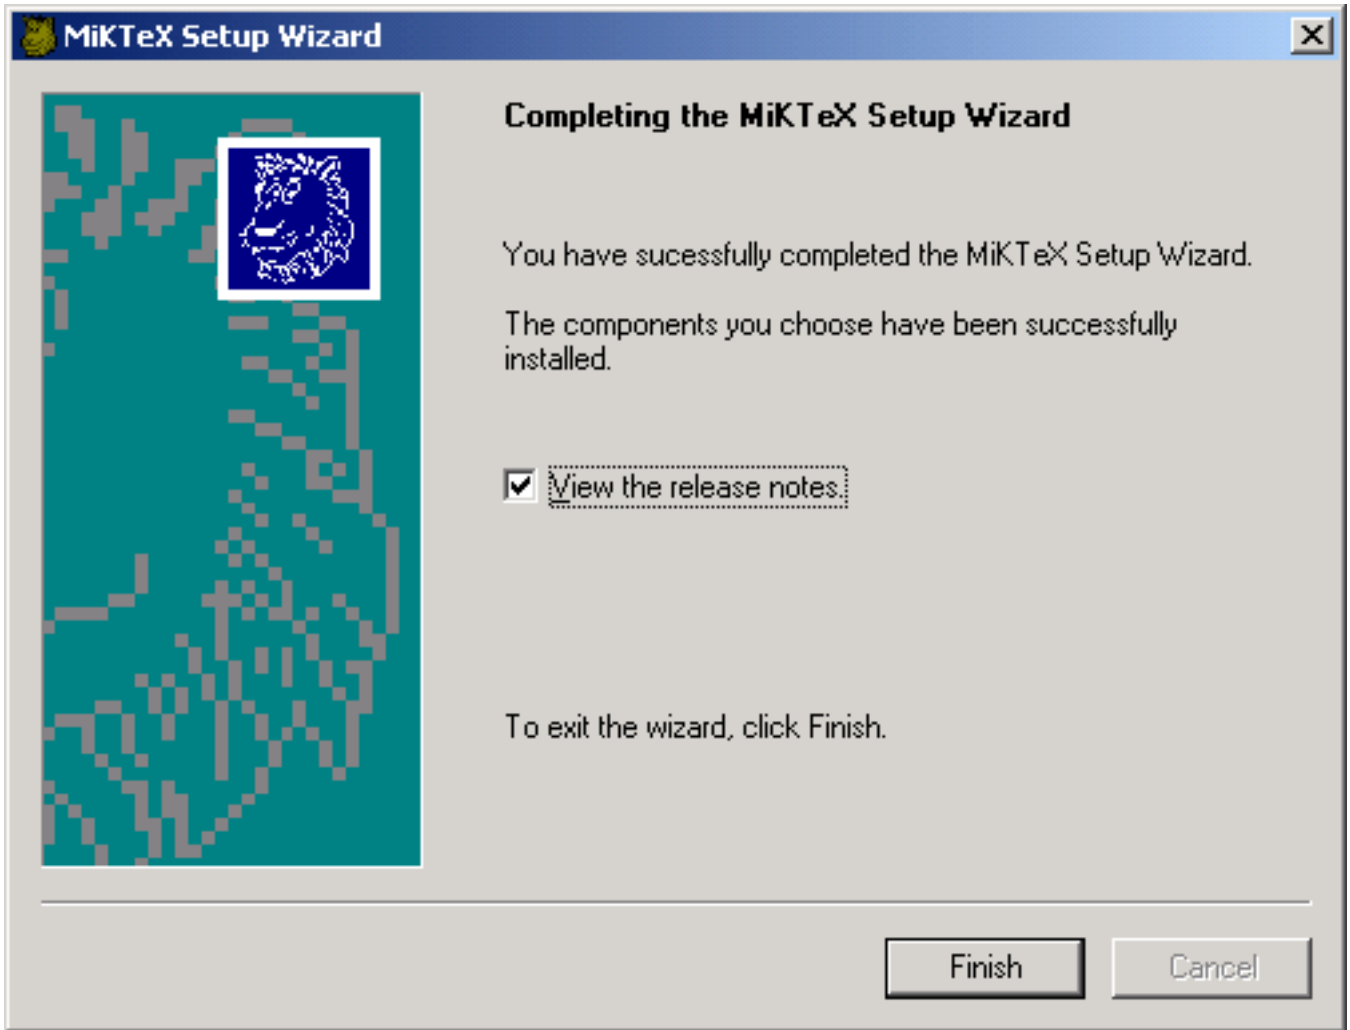 MiKTeX Setup Wizard
Completing the MiKTeX Setup Wizard
You have sucessfully completed the MiKTeX Setup Wizard.
The components you choose have been successfully
installed.
View the release notes.
To exit the wizard, click Finish.
Finish
Cancel